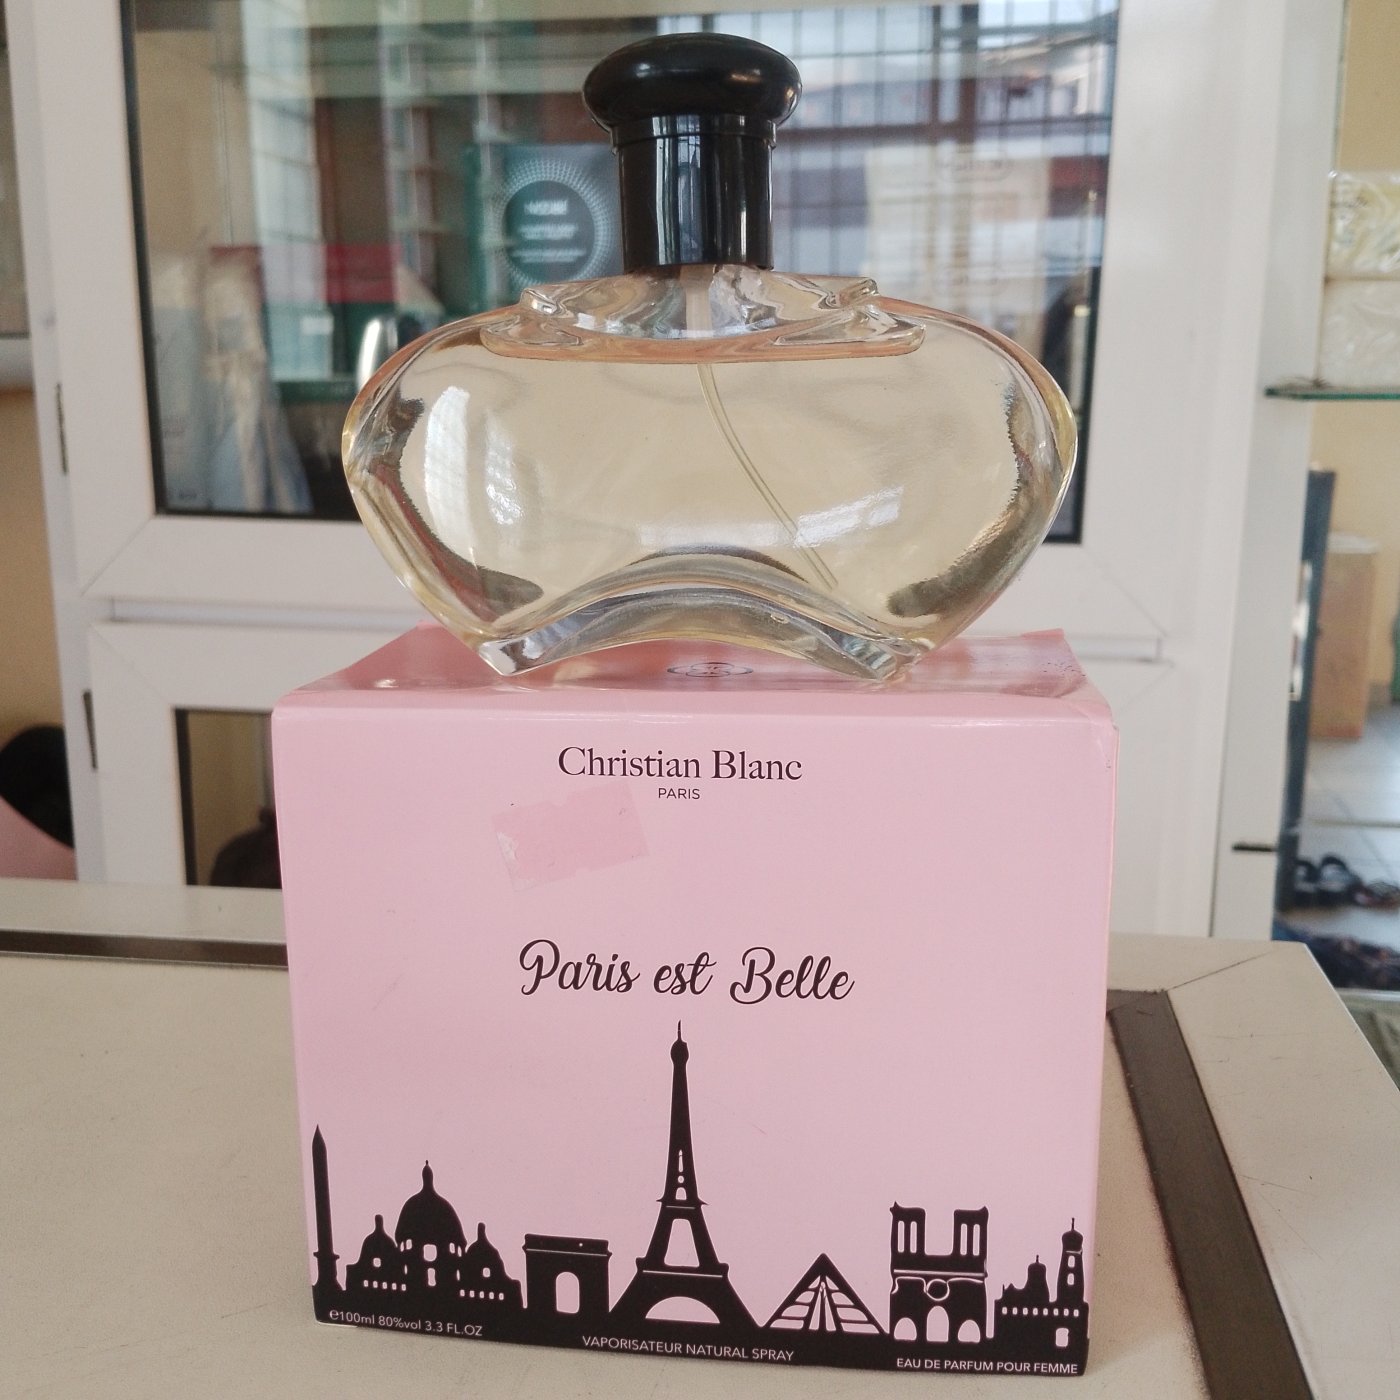 Christian Blanc
PARIS
Paris est Belle
℮100ml 80%vol 3.3 FL.OZ
VAPORISATEUR NATURAL SPRAY
EAU DE PARFUM POUR FEMME